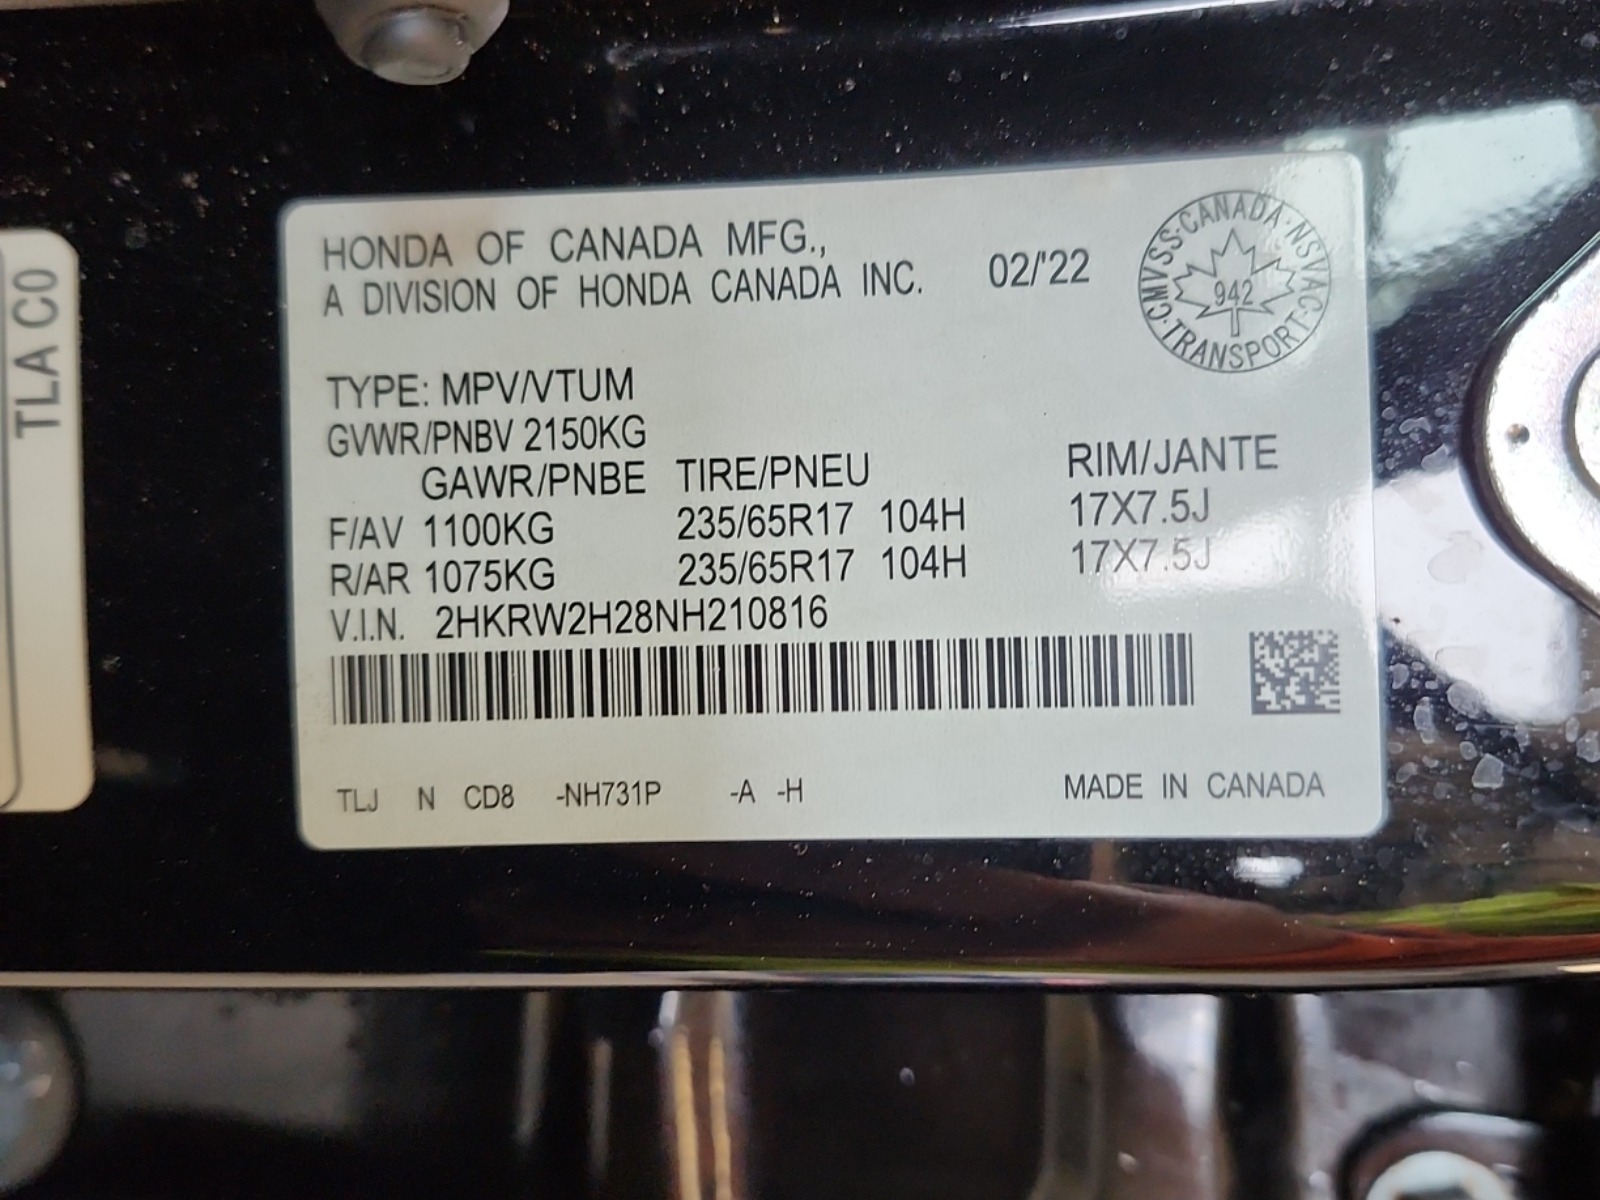 HONDA OF CANADA MFG.,
A DIVISION OF HONDA CANADA INC. 02/'22
CMVSS · CANADA · NSVAC · TRANSPORT ·
942
TYPE: MPV/VTUM
GVWR/PNBV 2150KG
GAWR/PNBE TIRE/PNEU RIM/JANTE
F/AV 1100KG 235/65R17 104H 17X7.5J
R/AR 1075KG 235/65R17 104H 17X7.5J
V.I.N. 2HKRW2H28NH210816
TLJ N CD8 -NH731P -A -H MADE IN CANADA
TLA C0